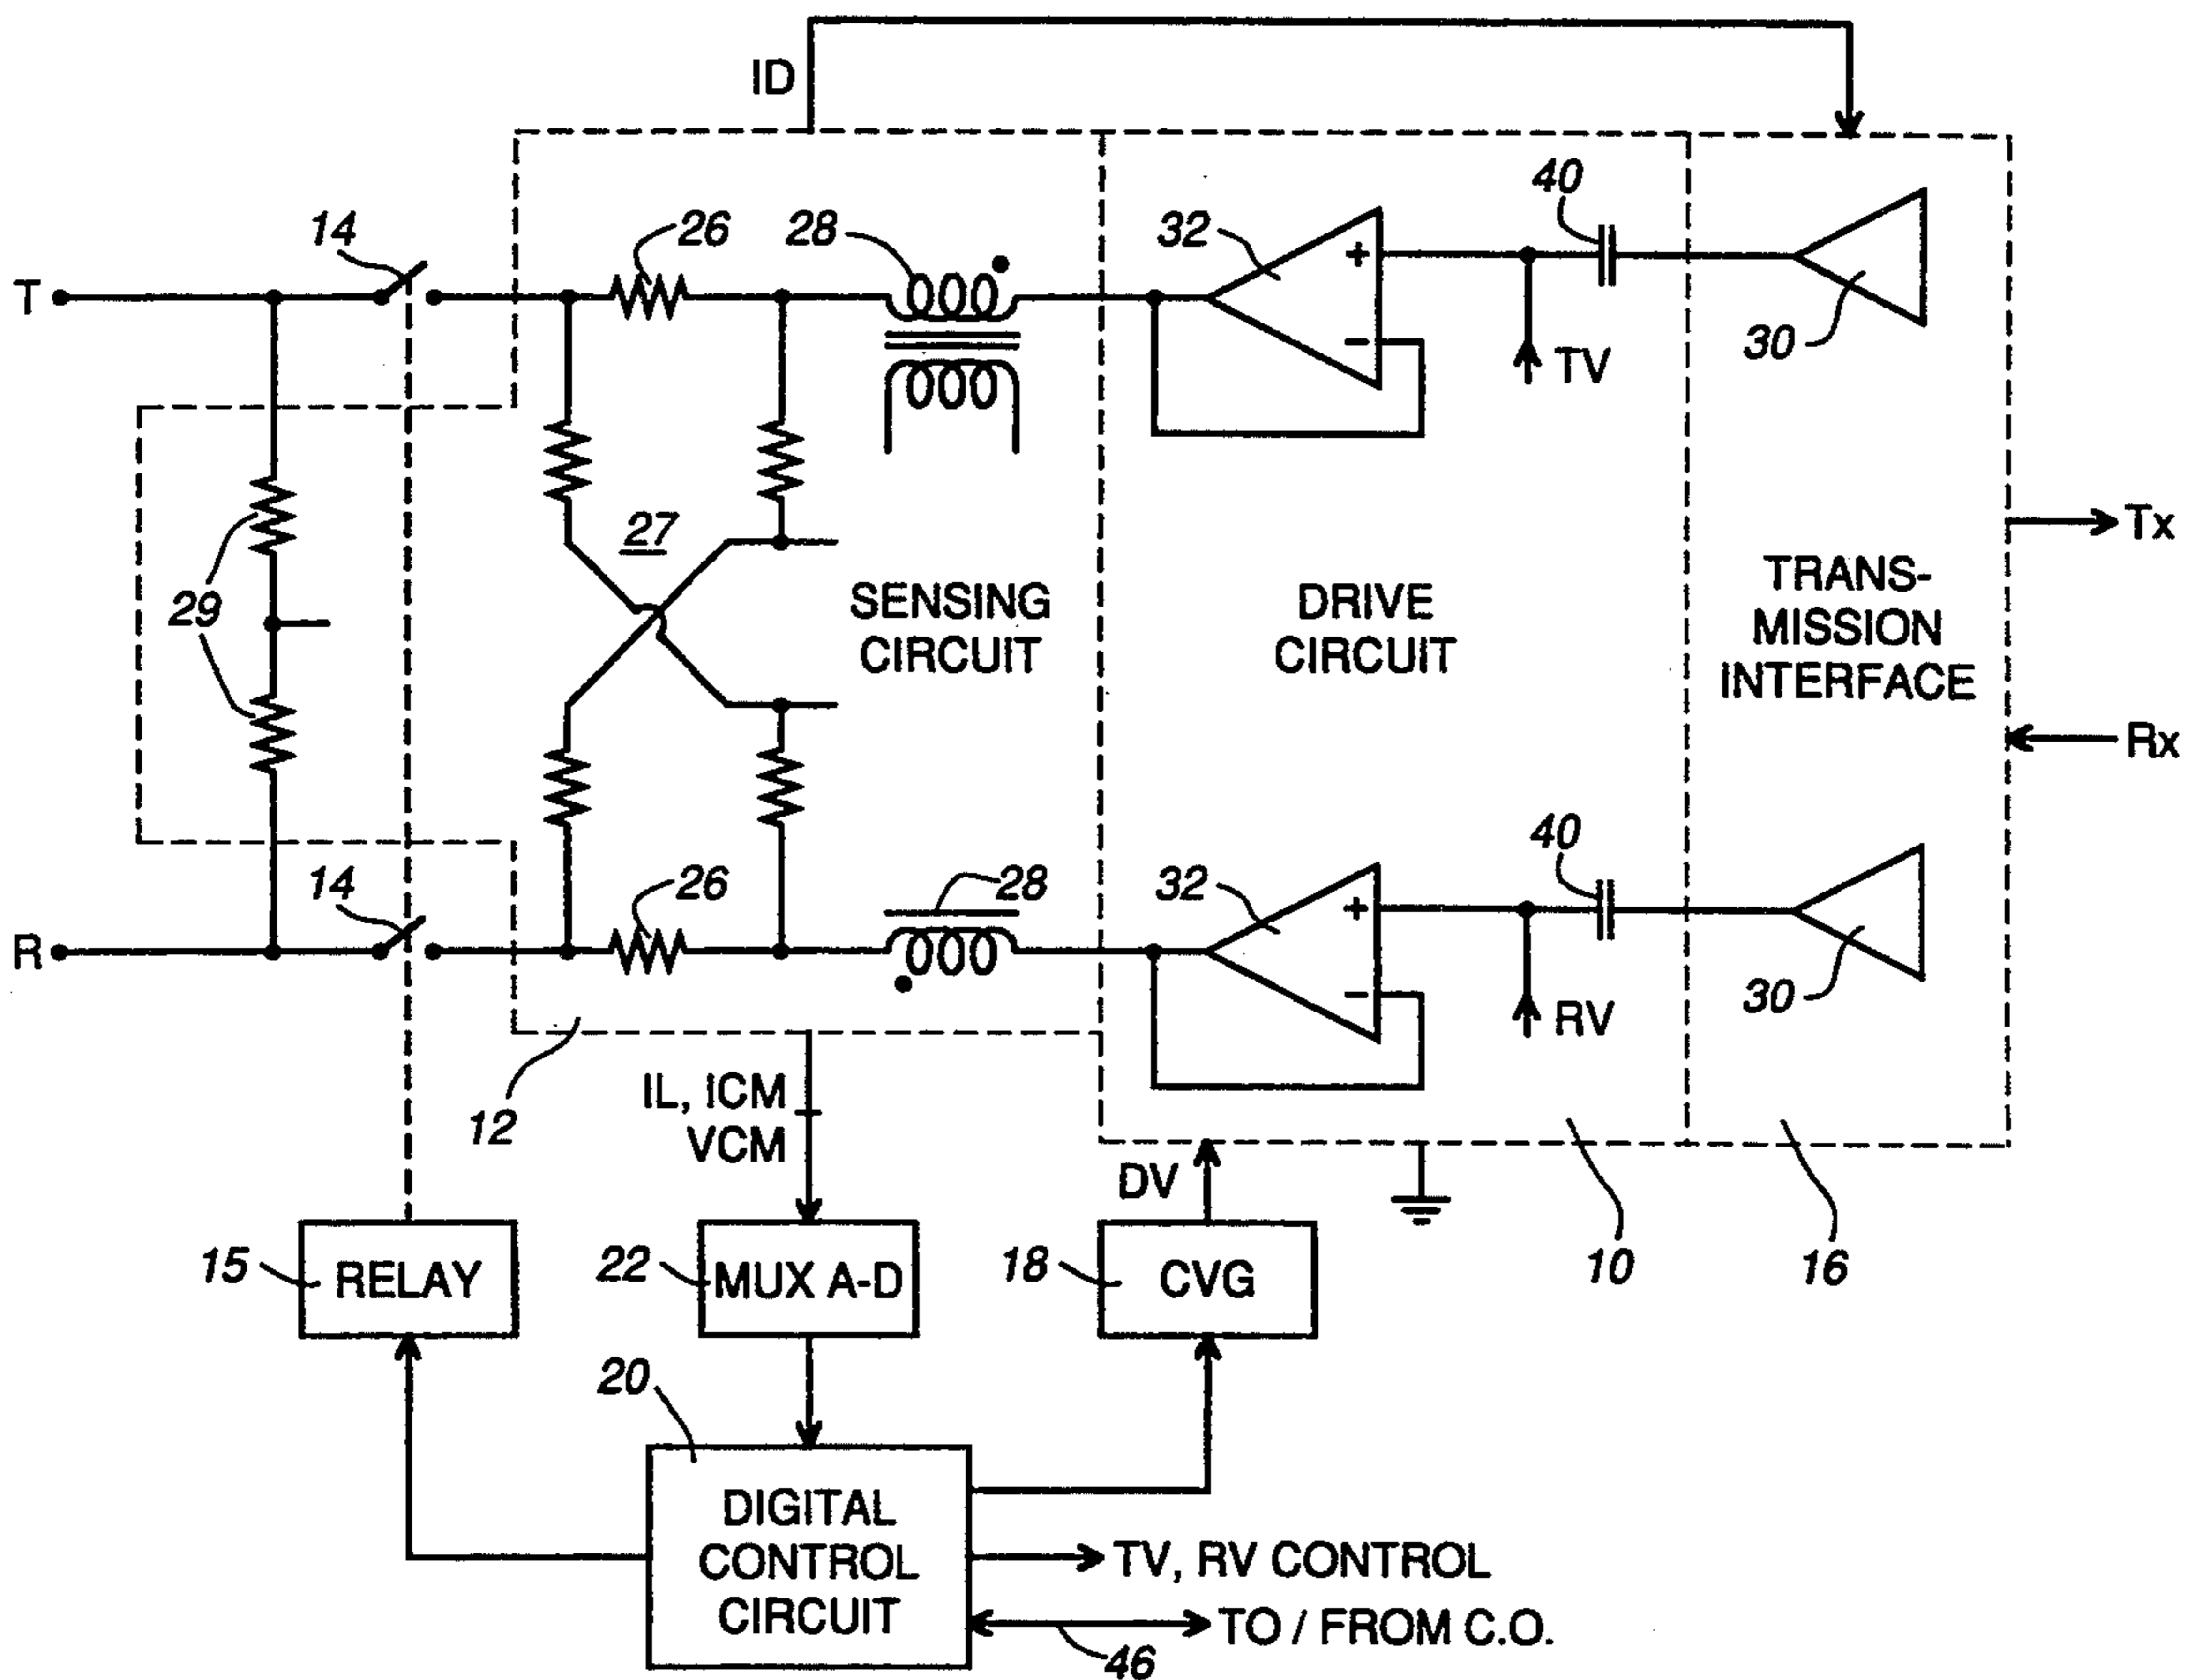 ID
14
26
28
32
40
T
+
-
30
TV
27
29
SENSING
CIRCUIT
DRIVE
CIRCUIT
TRANS-
MISSION
INTERFACE
Tx
Rx
14
26
28
32
40
R
+
-
30
RV
12
IL, ICM
VCM
DV
10
16
15
RELAY
22
MUX A-D
18
CVG
20
DIGITAL
CONTROL
CIRCUIT
TV, RV CONTROL
TO / FROM C.O.
46